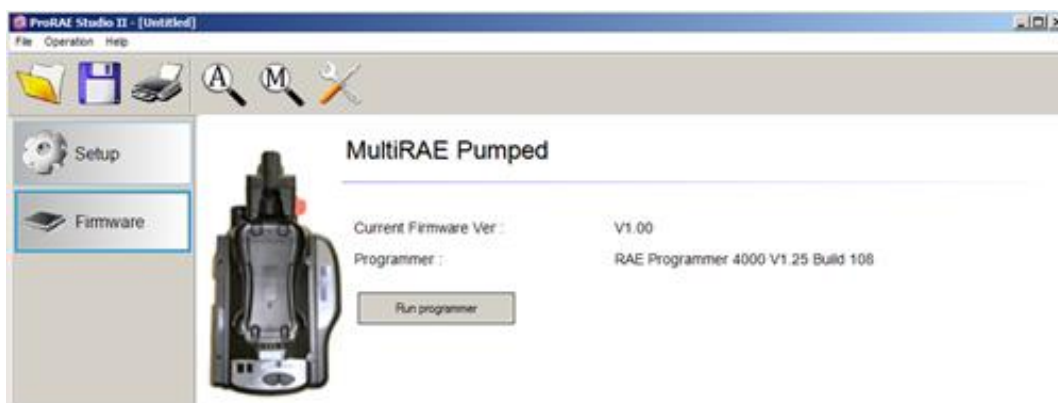 ProRAE Studio II - [Untitled]
File Operation Help
A M
Setup
Firmware
MultiRAE Pumped
Current Firmware Ver : V1.00
Programmer : RAE Programmer 4000 V1.25 Build 108
Run programmer